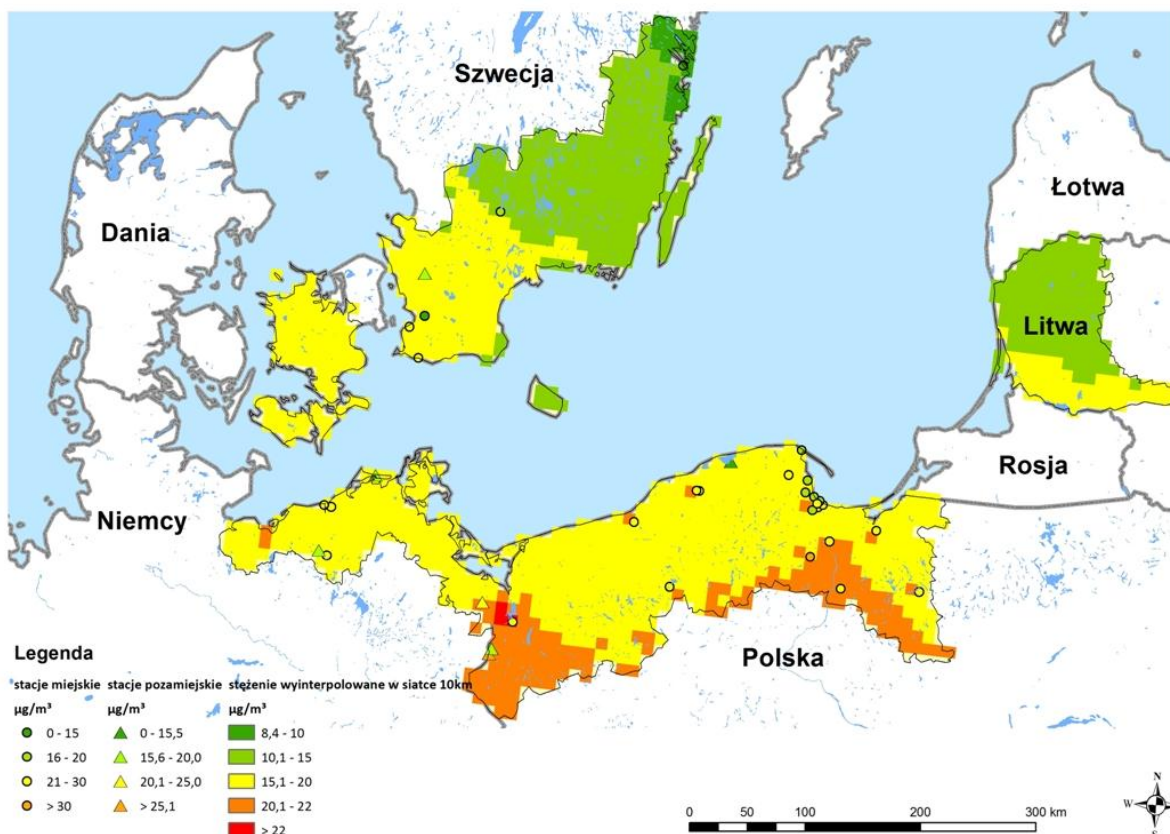 Szwecja
Łotwa
Dania
Litwa
Rosja
Niemcy
Polska
Legenda
stacje miejskie stacje pozamiejskie stężenie wyinterpolowane w siatce 10km
µg/m³ µg/m³ µg/m³
0 - 15 0 - 15,5 8,4 - 10
16 - 20 15,6 - 20,0 10,1 - 15
21 - 30 20,1 - 25,0 15,1 - 20
> 30 > 25,1 20,1 - 22
> 22
0 50 100 200 300 km
N
W E
S